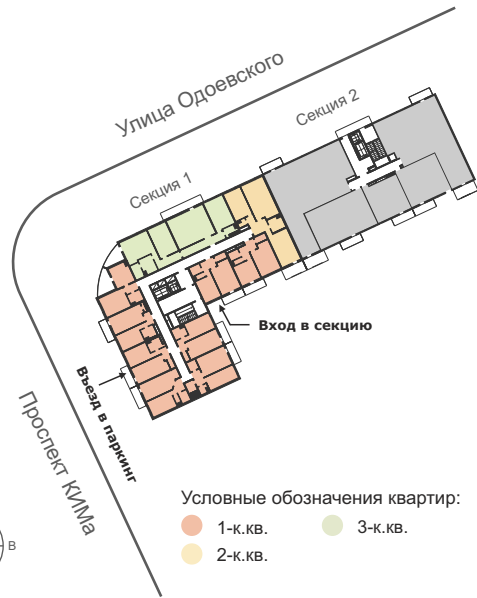 Улица Одоевского
Секция 2
Секция 1
Вход в секцию
Въезд в паркинг
Проспект КИМа
В
Условные обозначения квартир:
1-к.кв.
3-к.кв.
2-к.кв.